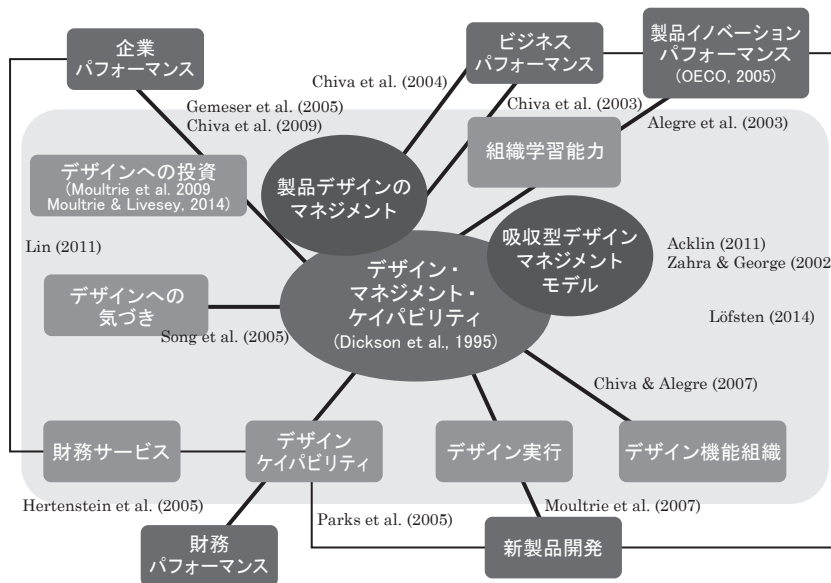 企業
パフォーマンス
ビジネス
パフォーマンス
製品イノベーション
パフォーマンス
(OECO, 2005)
Chiva et al. (2004)
Gemeser et al. (2005)
Chiva et al. (2009)
Chiva et al. (2003)
Alegre et al. (2003)
デザインへの投資
(Moultrie et al. 2009
Moultrie & Livesey, 2014)
製品デザインの
マネジメント
組織学習能力
Lin (2011)
吸収型デザイン
マネジメント
モデル
Acklin (2011)
Zahra & George (2002)
デザイン・
マネジメント・
ケイパビリティ
(Dickson et al., 1995)
デザインへの
気づき
Song et al. (2005)
Löfsten (2014)
Chiva & Alegre (2007)
財務サービス
デザイン
ケイパビリティ
デザイン実行
デザイン機能組織
Hertenstein et al. (2005)
Parks et al. (2005)
Moultrie et al. (2007)
財務
パフォーマンス
新製品開発